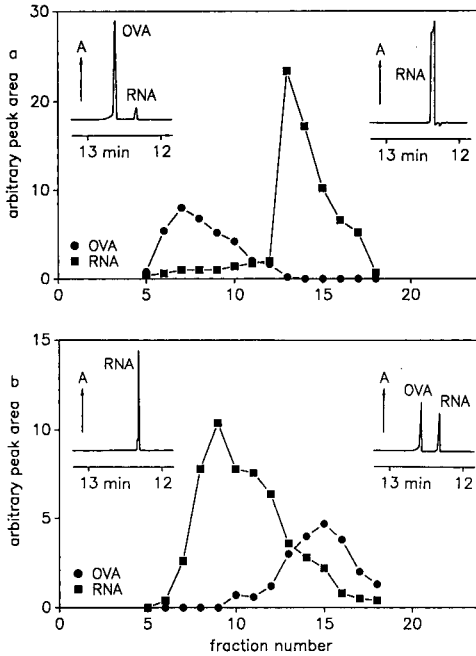 30
20
10
0
arbitrary peak area a
A
OVA
RNA
13 min 12
A
RNA
13 min 12
OVA
RNA
0 5 10 15 20
15
10
5
0
arbitrary peak area b
A
RNA
13 min 12
A
OVA
RNA
13 min 12
OVA
RNA
0 5 10 15 20
fraction number